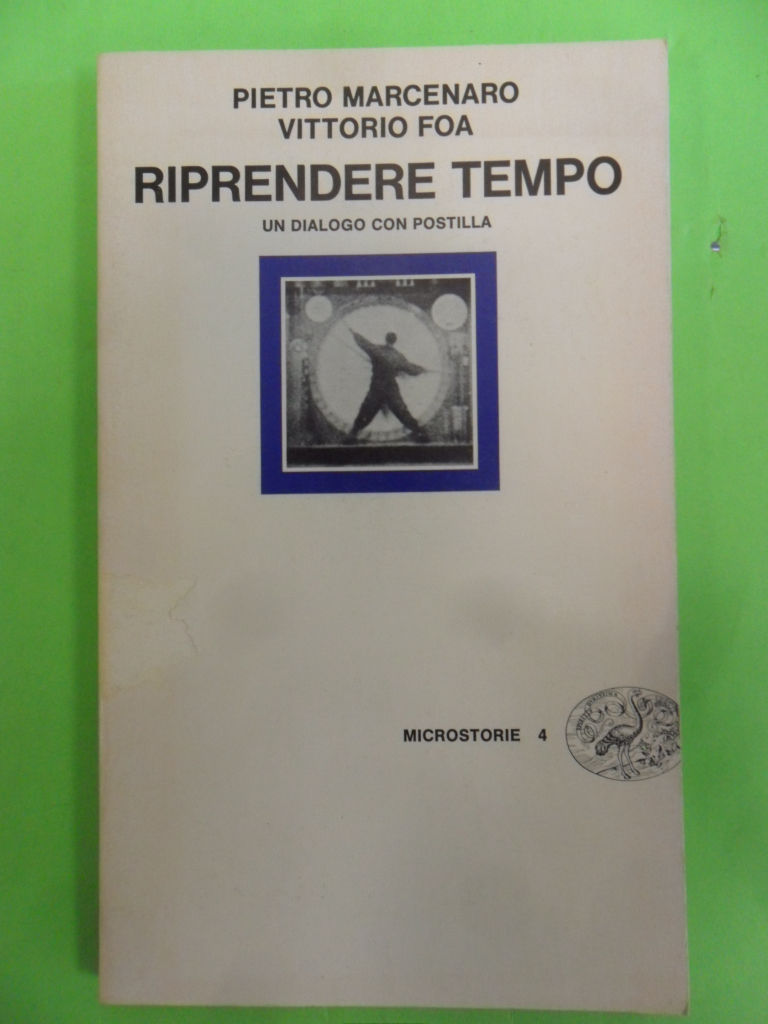 PIETRO MARCENARO
VITTORIO FOA
RIPRENDERE TEMPO
UN DIALOGO CON POSTILLA
MICROSTORIE 4